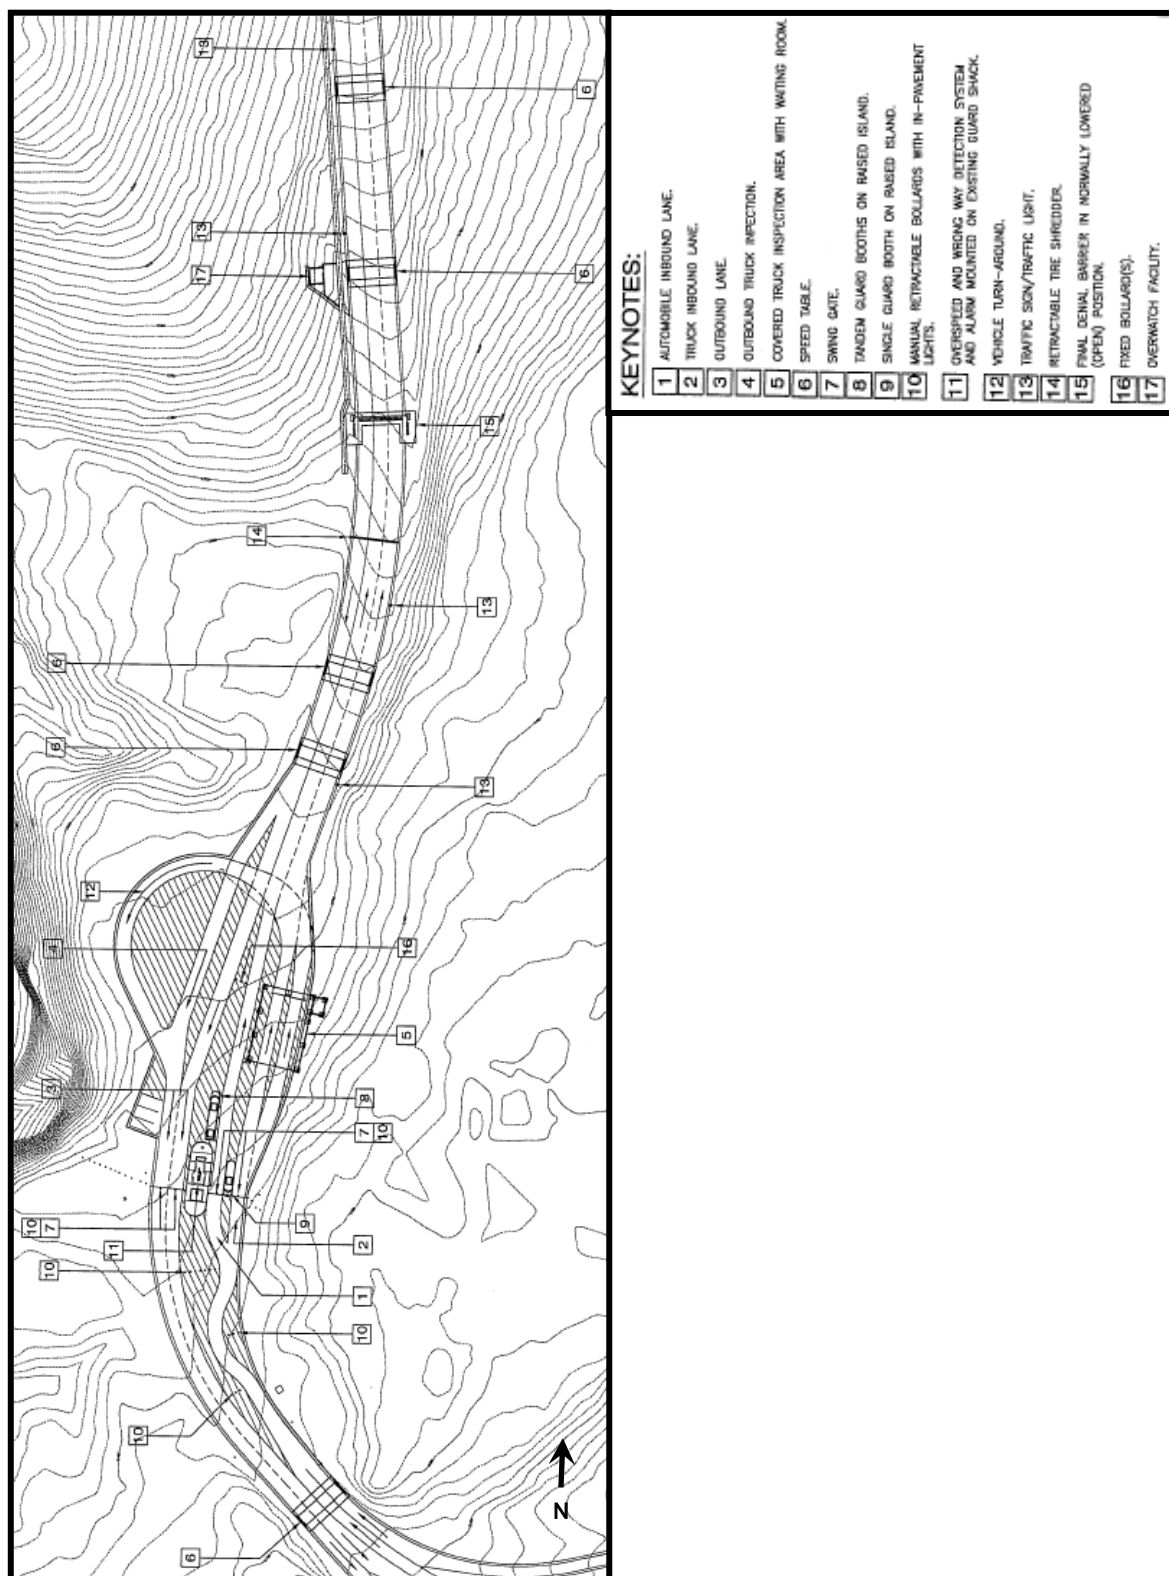 KEYNOTES:
1 AUTOMOBILE INBOUND LANE.
2 TRUCK INBOUND LANE.
3 OUTBOUND LANE.
4 OUTBOUND TRUCK INPECTION.
5 COVERED TRUCK INSPECTION AREA WITH WAITING ROOM.
6 SPEED TABLE.
7 SWING GATE.
8 TANDEM GUARD BOOTHS ON RAISED ISLAND.
9 SINGLE GUARD BOOTH ON RAISED ISLAND.
10 MANUAL RETRACTABLE BOLLARDS WITH IN-PAVEMENT
LIGHTS.
11 OVERSPEED AND WRONG WAY DETECTION SYSTEM
AND ALARM MOUNTED ON EXISTING GUARD SHACK.
12 VEHICLE TURN-AROUND.
13 TRAFFIC SIGN/TRAFFIC LIGHT.
14 RETRACTABLE TIRE SHREDDER.
15 FINAL DENIAL BARRIER IN NORMALLY LOWERED
(OPEN) POSITION.
16 FIXED BOLLARD(S).
17 OVERWATCH FACILITY.
13
6
13
17
6
15
14
13
6
6
13
12
4
16
5
3
8
7
10
10
7
9
11
2
10
1
10
10
6
N